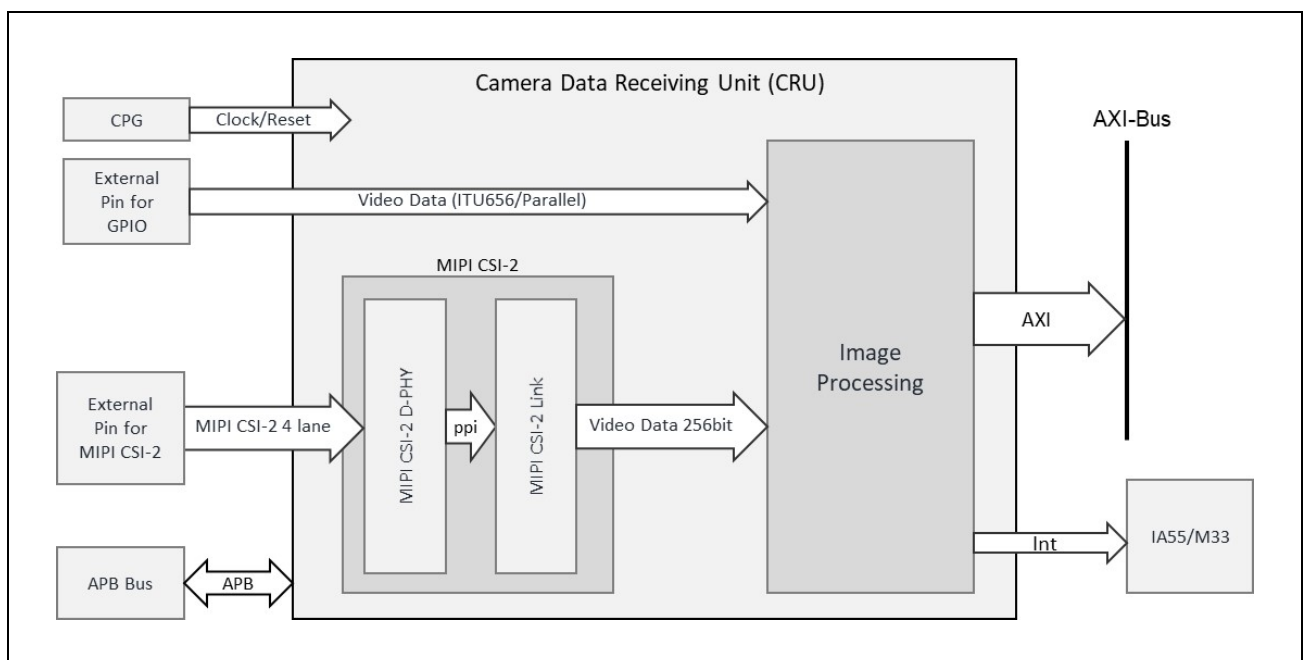 Camera Data Receiving Unit (CRU)
CPG
Clock/Reset
AXI-Bus
External
Pin for
GPIO
Video Data (ITU656/Parallel)
MIPI CSI-2
MIPI CSI-2 D-PHY
ppi
MIPI CSI-2 Link
External
Pin for
MIPI CSI-2
MIPI CSI-2 4 lane
Video Data 256bit
Image
Processing
AXI
APB Bus
APB
Int
IA55/M33